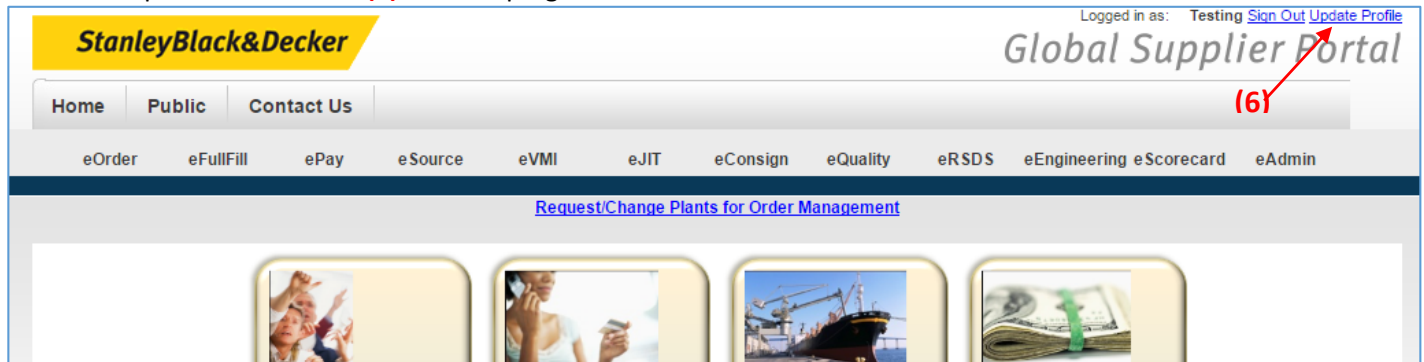 Logged in as: Testing Sign Out Update Profile
StanleyBlack&Decker
Global Supplier Portal
(6)
Home Public Contact Us
eOrder eFullFill ePay eSource eVMI eJIT eConsign eQuality eRSDS eEngineering eScorecard eAdmin
Request/Change Plants for Order Management